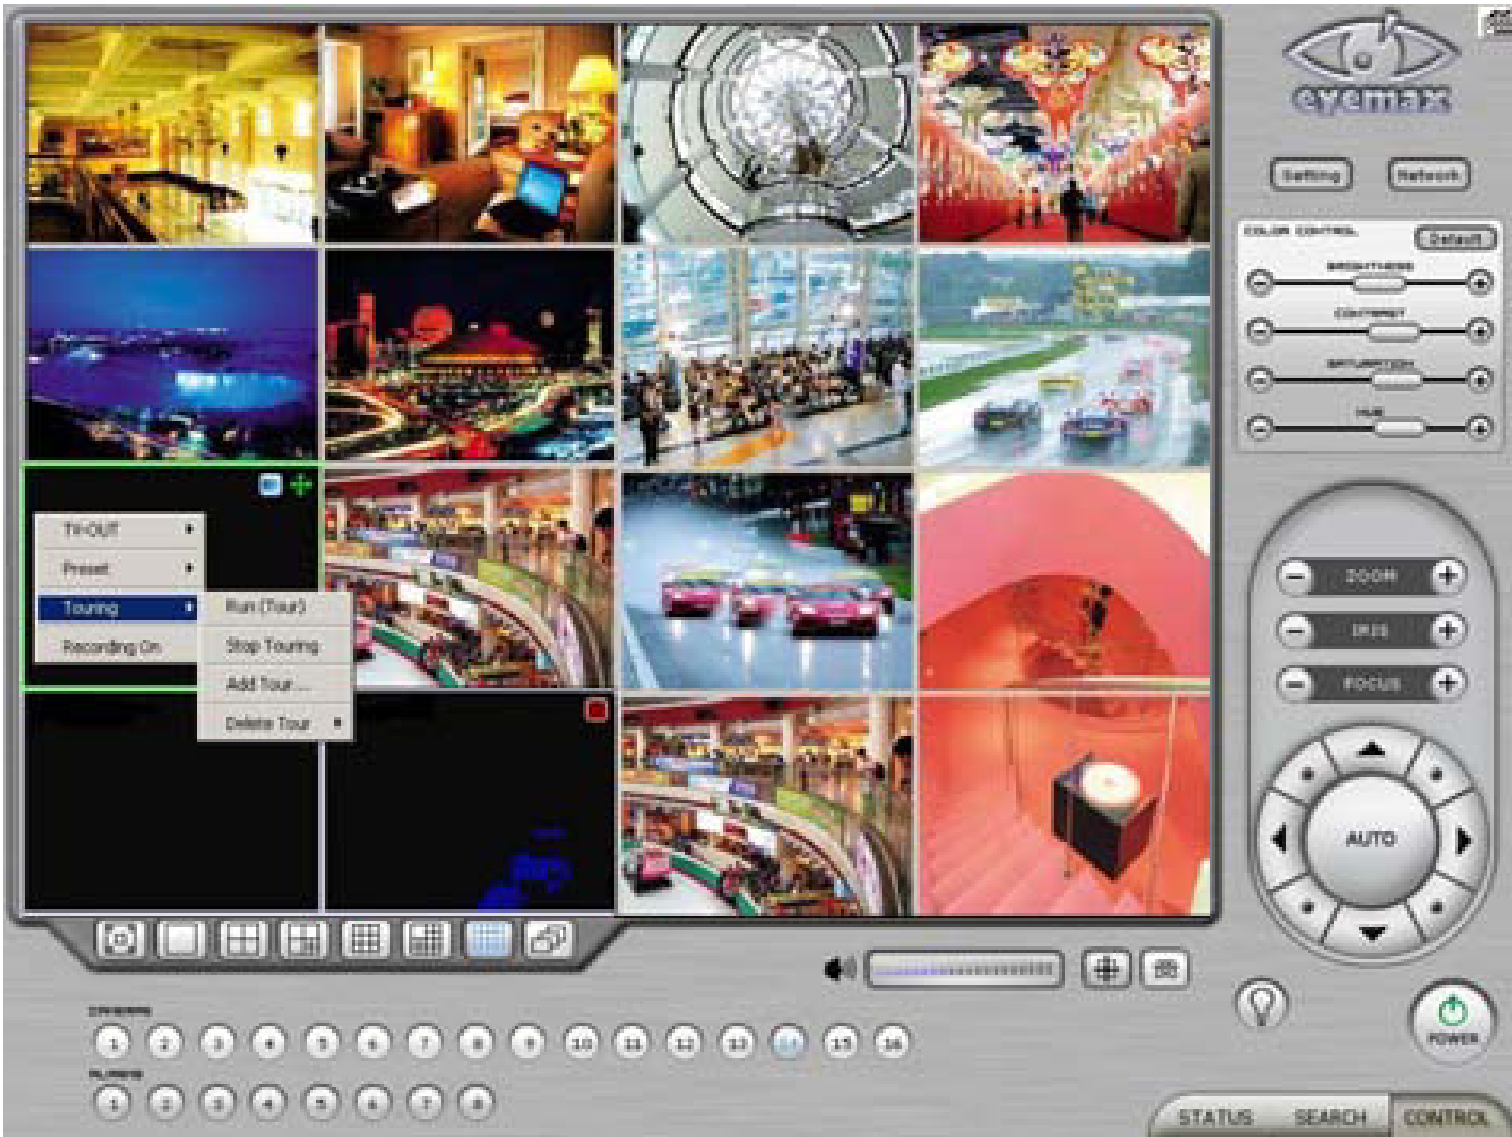 eyemax
Setting
Network
COLOR CONTROL
Default
BRIGHTNESS
CONTRAST
SATURATION
HUE
TV-OUT
Preset
Touring
Recording On
Run (Tour)
Stop Touring
Add Tour ...
Delete Tour
ZOOM
IRIS
FOCUS
AUTO
CAMERAS
1 2 3 4 5 6 7 8 9 10 11 12 13 14 15 16
ALARMS
1 2 3 4 5 6 7 8
POWER
STATUS
SEARCH
CONTROL